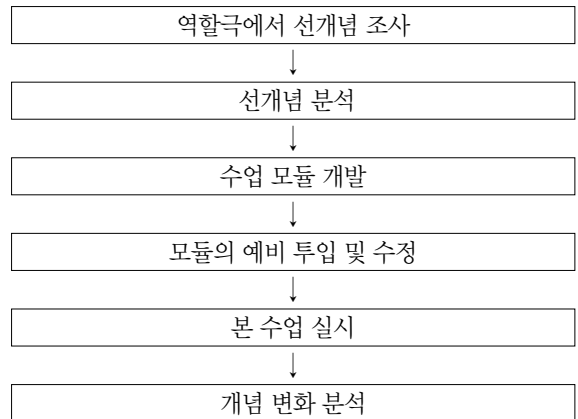 역할극에서 선개념 조사
선개념 분석
수업 모듈 개발
모듈의 예비 투입 및 수정
본 수업 실시
개념 변화 분석